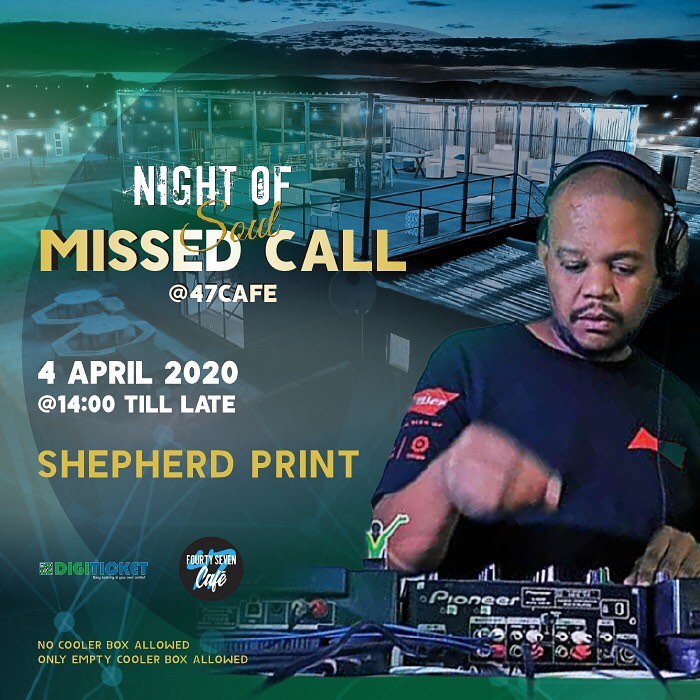 NIGHT OF
Soul
MISSED CALL
@47CAFE
4 APRIL 2020
@14:00 TILL LATE
SHEPHERD PRINT
DIGITICKET
FOURTY SEVEN
47
Café
Pioneer
NO COOLER BOX ALLOWED
ONLY EMPTY COOLER BOX ALLOWED